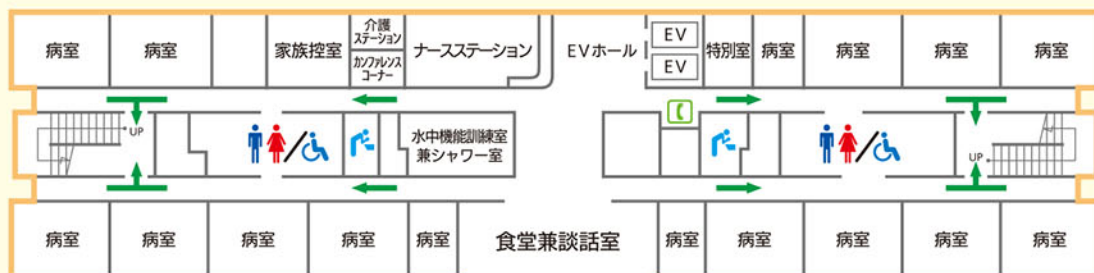 病室
病室
家族控室
介護
ステーション
カンファレンス
コーナー
ナースステーション
EVホール
EV
EV
特別室
病室
病室
病室
病室
UP
水中機能訓練室
兼シャワー室
UP
病室
病室
病室
病室
病室
食堂兼談話室
病室
病室
病室
病室
病室